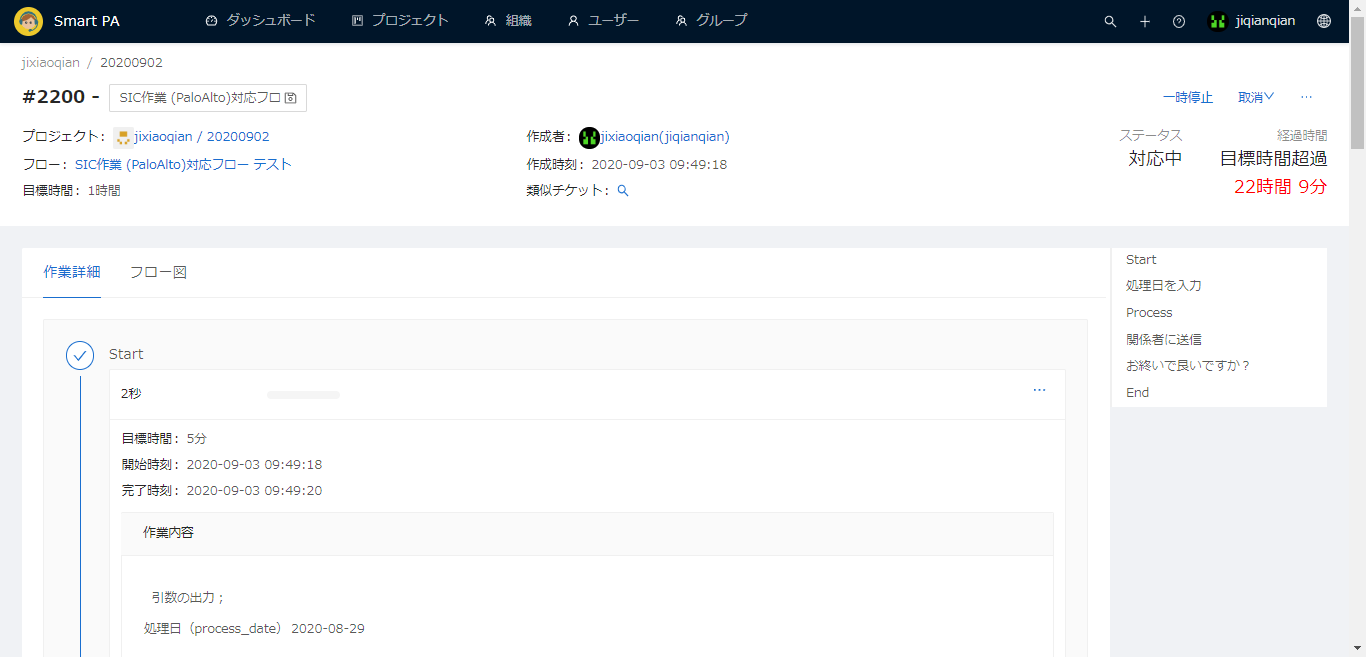 Smart PA ダッシュボード プロジェクト 組織 ユーザー グループ jiqianqian
jixiaoqian / 20200902
#2200 - SIC作業 (PaloAlto)対応フロ 一時停止 取消 ...
プロジェクト: jixiaoqian / 20200902 作成者: jixiaoqian(jiqianqian) ステータス 経過時間
フロー: SIC作業 (PaloAlto)対応フロー テスト 作成時刻: 2020-09-03 09:49:18 対応中 目標時間超過
目標時間: 1時間 類似チケット: 22時間 9分
作業詳細 フロー図
Start
2秒 ...
目標時間: 5分
開始時刻: 2020-09-03 09:49:18
完了時刻: 2020-09-03 09:49:20
作業内容
引数の出力；
処理日（process_date） 2020-08-29
Start
処理日を入力
Process
関係者に送信
お終いで良いですか？
End